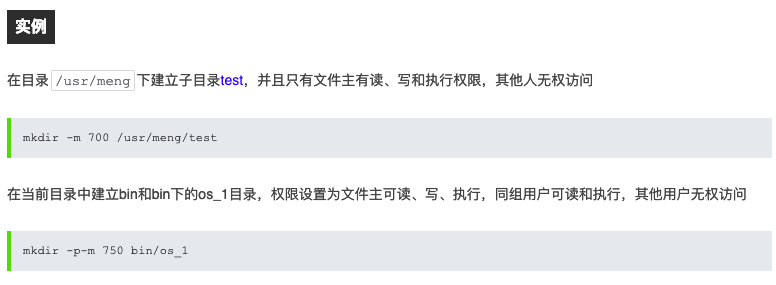 实例
在目录 /usr/meng 下建立子目录test，并且只有文件主有读、写和执行权限，其他人无权访问
mkdir -m 700 /usr/meng/test
在当前目录中建立bin和bin下的os_1目录，权限设置为文件主可读、写、执行，同组用户可读和执行，其他用户无权访问
mkdir -p-m 750 bin/os_1